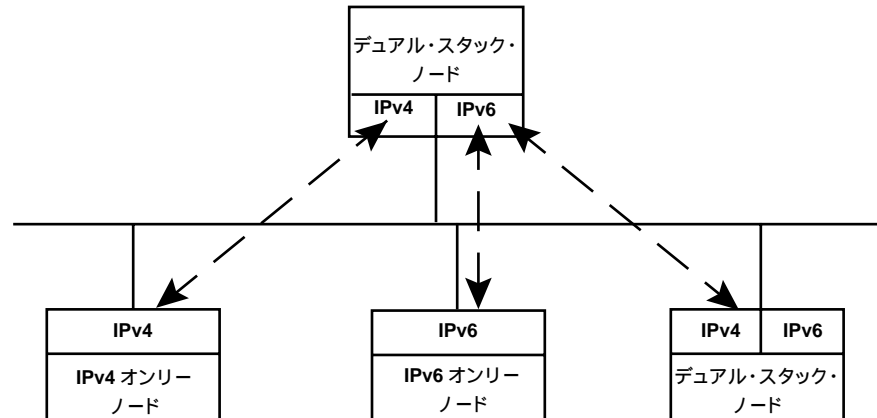 デュアル・スタック・
ノード
IPv4 IPv6
IPv4
IPv4 オンリー
ノード
IPv6
IPv6 オンリー
ノード
IPv4 IPv6
デュアル・スタック・
ノード